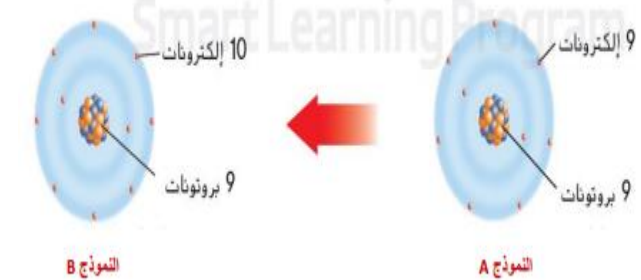 Smart Learning Program
9 إلكترونات
9 بروتونات
النموذج A
10 إلكترونات
9 بروتونات
النموذج B